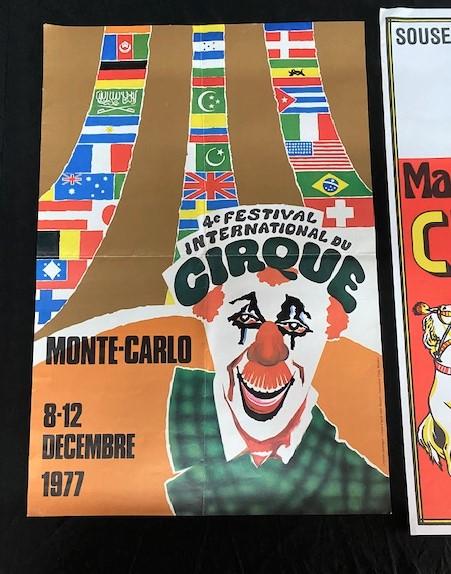 4e FESTIVAL
INTERNATIONAL DU
CIRQUE
MONTE-CARLO
8-12
DECEMBRE
1977
SOUSE
Ma
C